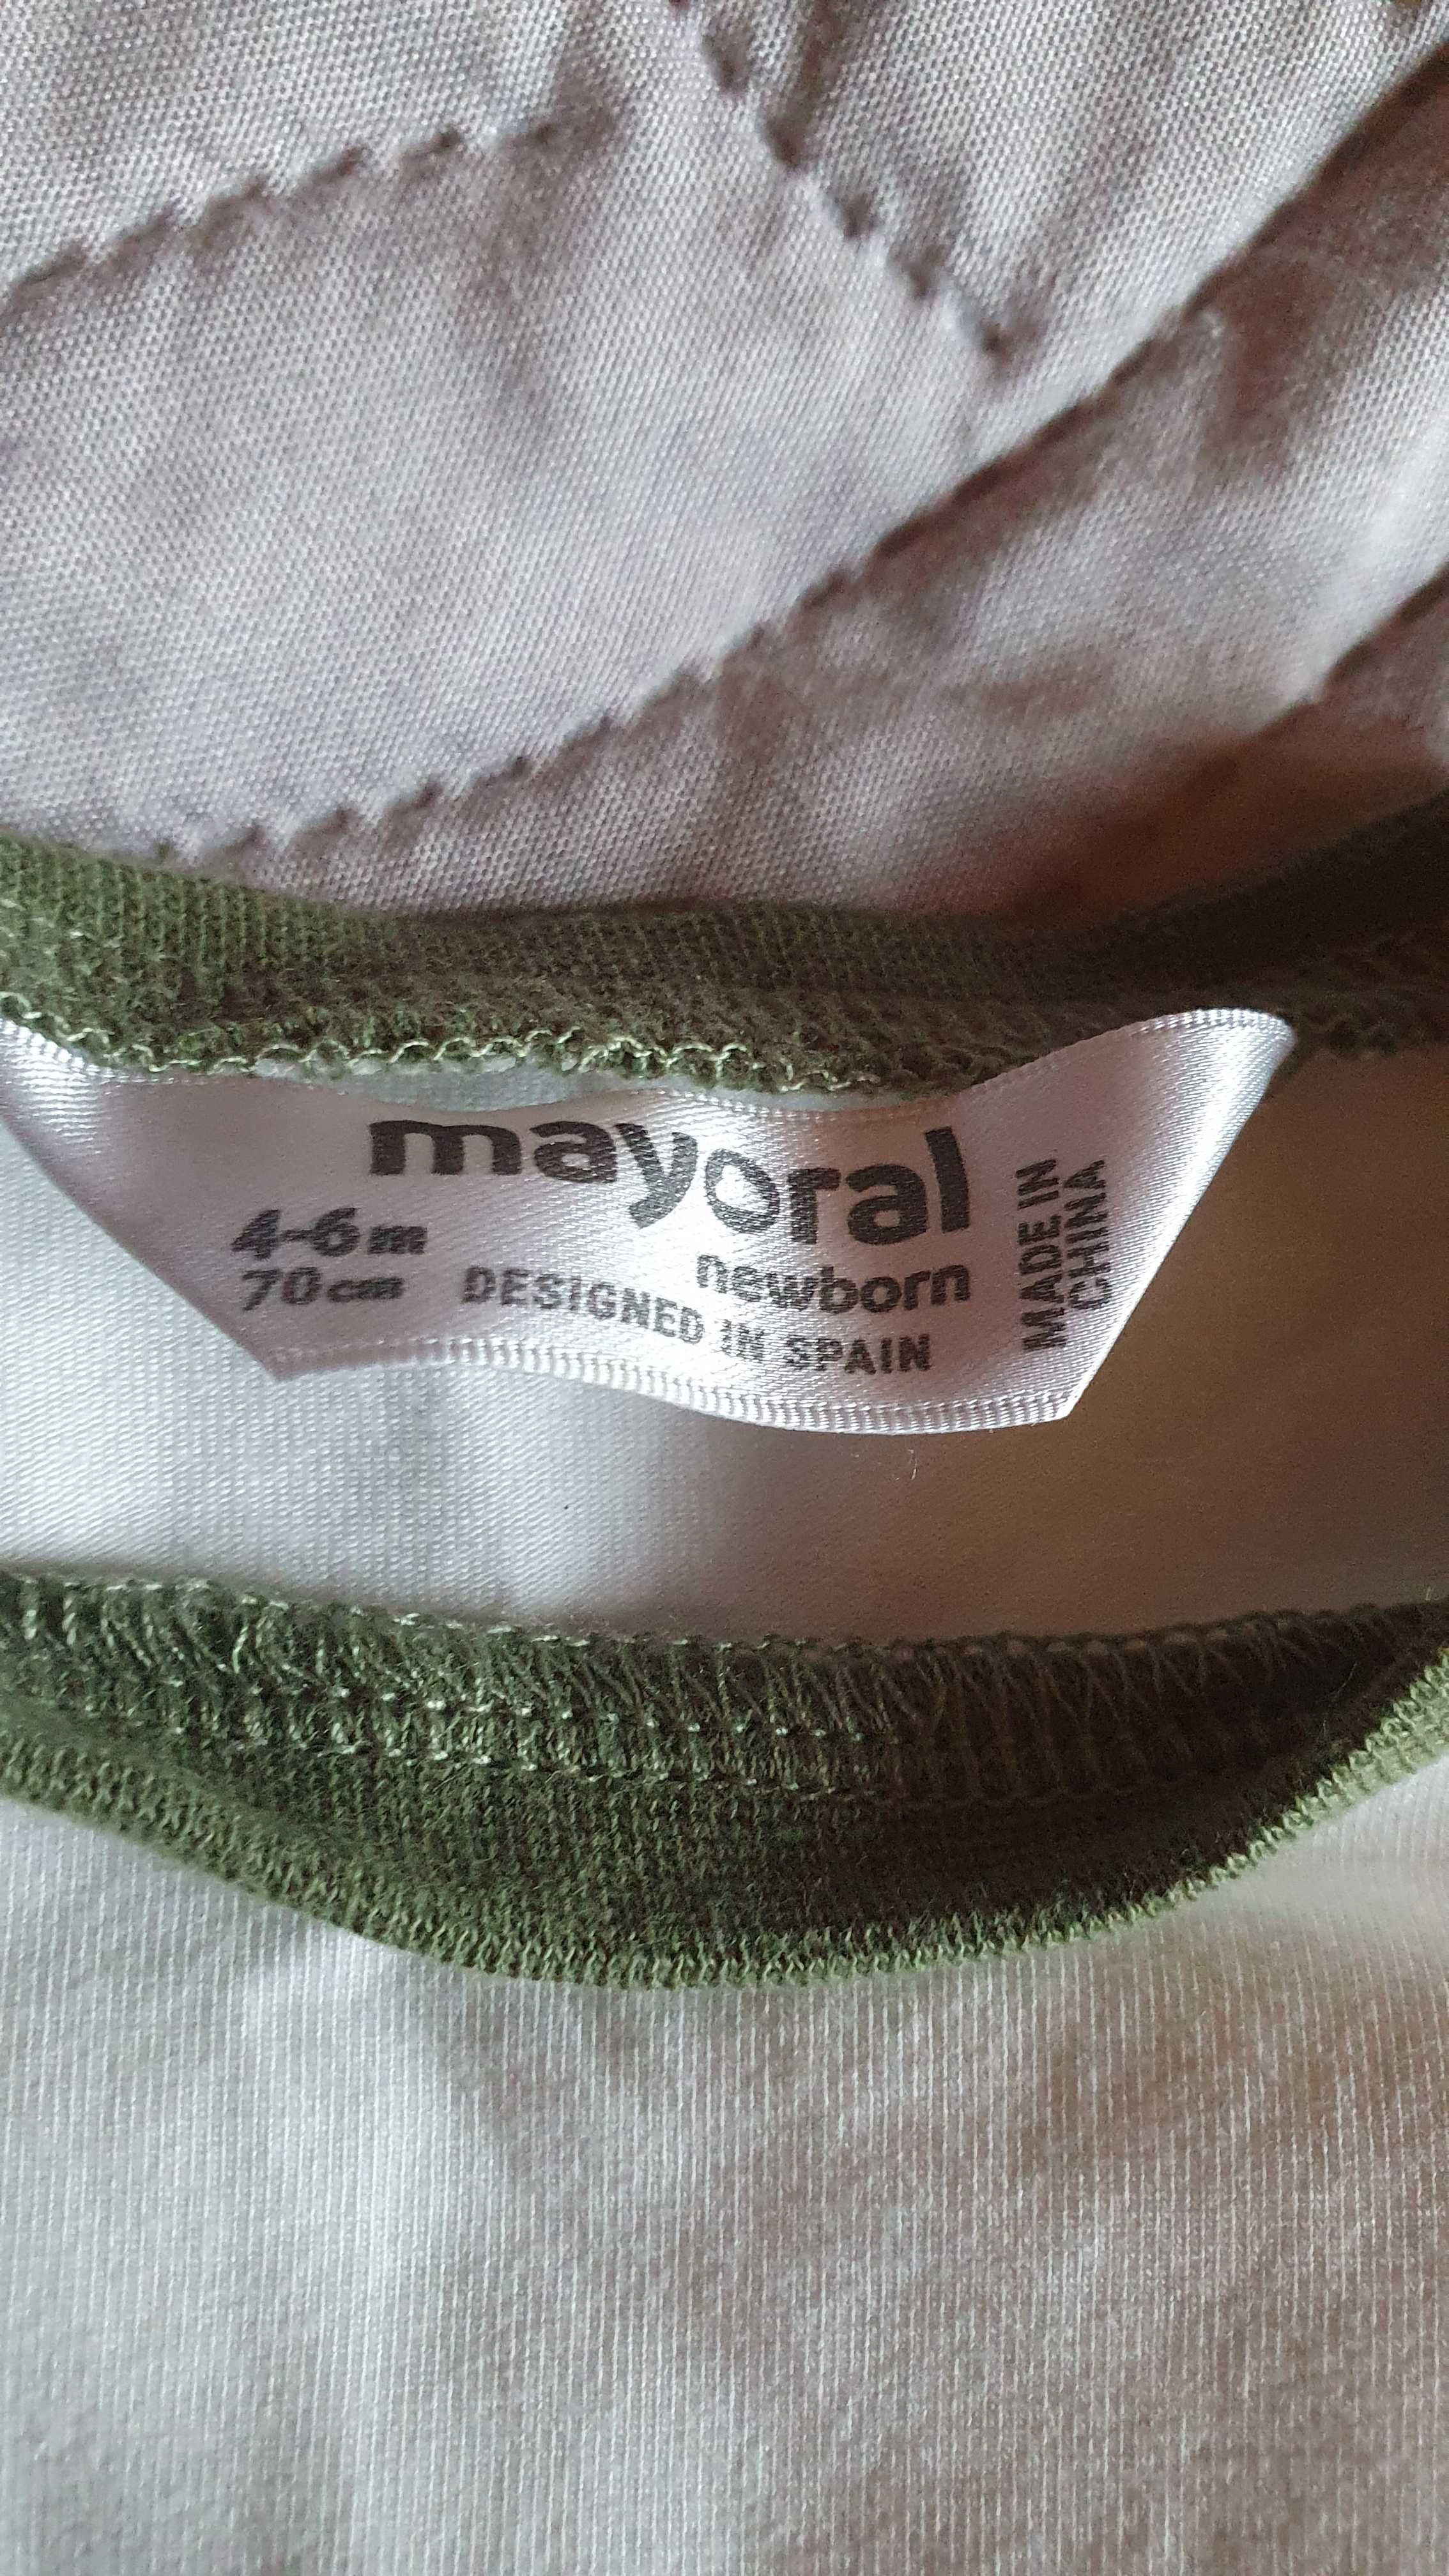 mayoral
newborn
4-6m
70cm
DESIGNED IN SPAIN
MADE IN
CHINA